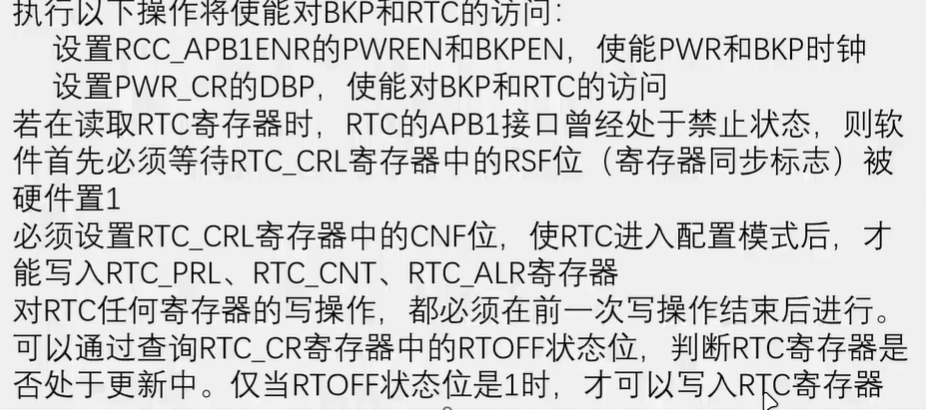 执行以下操作将使能对BKP和RTC的访问：
设置RCC_APB1ENR的PWREN和BKPEN，使能PWR和BKP时钟
设置PWR_CR的DBP，使能对BKP和RTC的访问
若在读取RTC寄存器时，RTC的APB1接口曾经处于禁止状态，则软
件首先必须等待RTC_CRL寄存器中的RSF位（寄存器同步标志）被
硬件置1
必须设置RTC_CRL寄存器中的CNF位，使RTC进入配置模式后，才
能写入RTC_PRL、RTC_CNT、RTC_ALR寄存器
对RTC任何寄存器的写操作，都必须在前一次写操作结束后进行。
可以通过查询RTC_CR寄存器中的RTOFF状态位，判断RTC寄存器是
否处于更新中。仅当RTOFF状态位是1时，才可以写入RTC寄存器